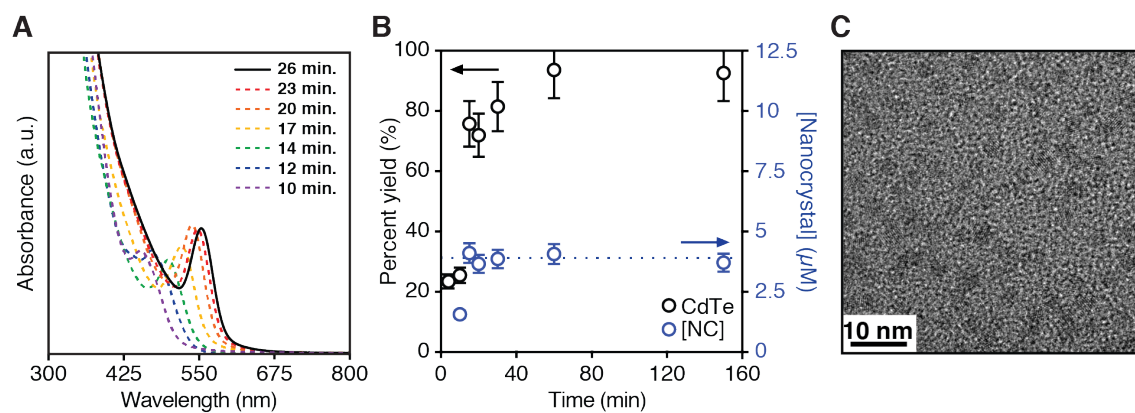 A
Absorbance (a.u.)
26 min.
23 min.
20 min.
17 min.
14 min.
12 min.
10 min.
300 425 550 675 800
Wavelength (nm)
B
Percent yield (%)
100
80
60
40
20
0
CdTe
[NC]
0 40 80 120 160
Time (min)
12.5
10
7.5
5
2.5
0
[Nanocrystal] (μM)
C
10 nm